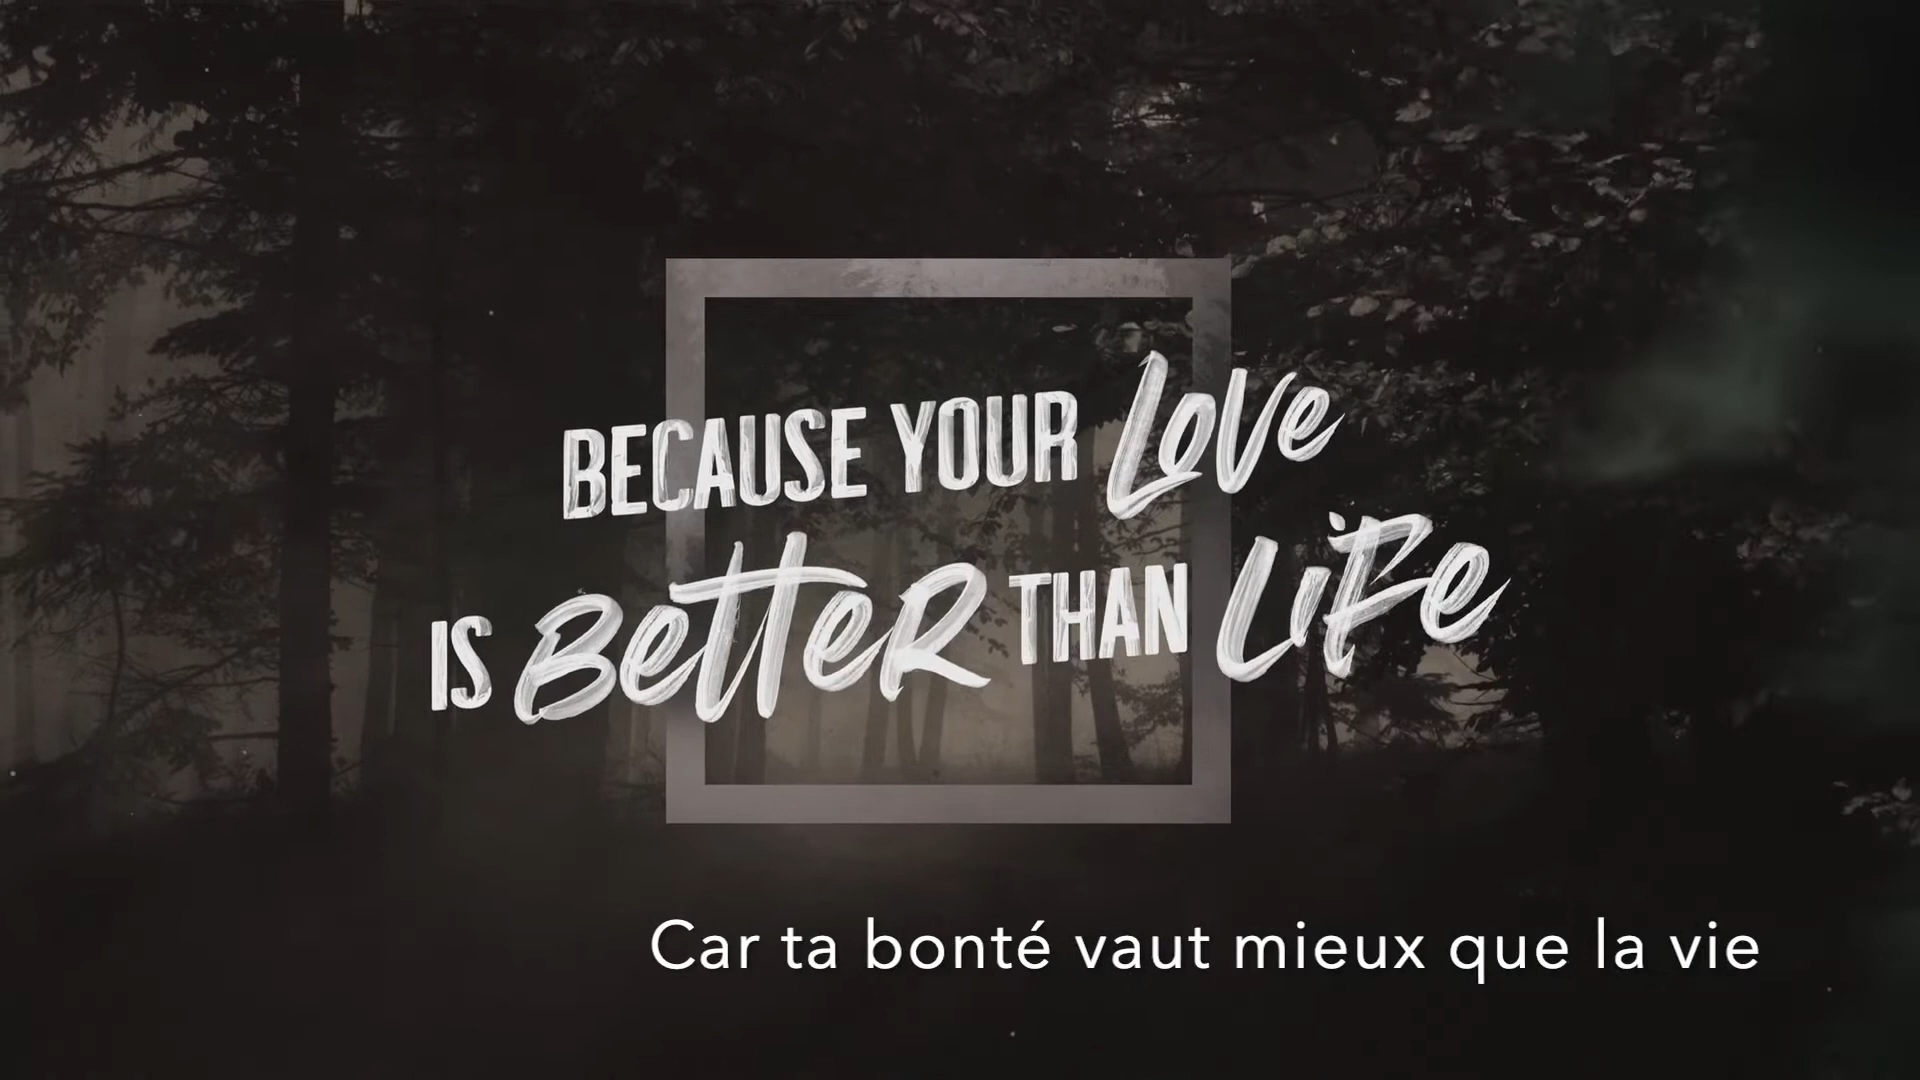 BECAUSE YOUR LOVE
IS BETTER THAN LIFE
Car ta bonté vaut mieux que la vie